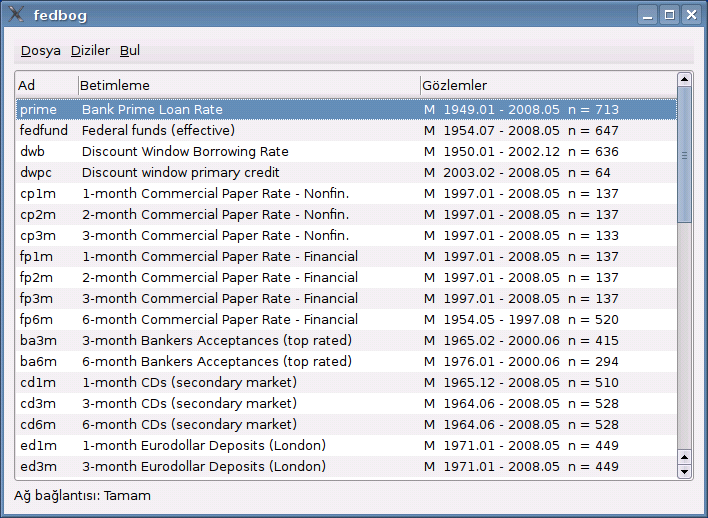 fedbog
Dosya Diziler Bul
Ad Betimleme Gözlemler
prime Bank Prime Loan Rate M 1949.01 - 2008.05 n = 713
fedfund Federal funds (effective) M 1954.07 - 2008.05 n = 647
dwb Discount Window Borrowing Rate M 1950.01 - 2002.12 n = 636
dwpc Discount window primary credit M 2003.02 - 2008.05 n = 64
cp1m 1-month Commercial Paper Rate - Nonfin. M 1997.01 - 2008.05 n = 137
cp2m 2-month Commercial Paper Rate - Nonfin. M 1997.01 - 2008.05 n = 137
cp3m 3-month Commercial Paper Rate - Nonfin. M 1997.01 - 2008.05 n = 133
fp1m 1-month Commercial Paper Rate - Financial M 1997.01 - 2008.05 n = 137
fp2m 2-month Commercial Paper Rate - Financial M 1997.01 - 2008.05 n = 137
fp3m 3-month Commercial Paper Rate - Financial M 1997.01 - 2008.05 n = 137
fp6m 6-month Commercial Paper Rate - Financial M 1954.05 - 1997.08 n = 520
ba3m 3-month Bankers Acceptances (top rated) M 1965.02 - 2000.06 n = 415
ba6m 6-month Bankers Acceptances (top rated) M 1976.01 - 2000.06 n = 294
cd1m 1-month CDs (secondary market) M 1965.12 - 2008.05 n = 510
cd3m 3-month CDs (secondary market) M 1964.06 - 2008.05 n = 528
cd6m 6-month CDs (secondary market) M 1964.06 - 2008.05 n = 528
ed1m 1-month Eurodollar Deposits (London) M 1971.01 - 2008.05 n = 449
ed3m 3-month Eurodollar Deposits (London) M 1971.01 - 2008.05 n = 449
Ağ bağlantısı: Tamam